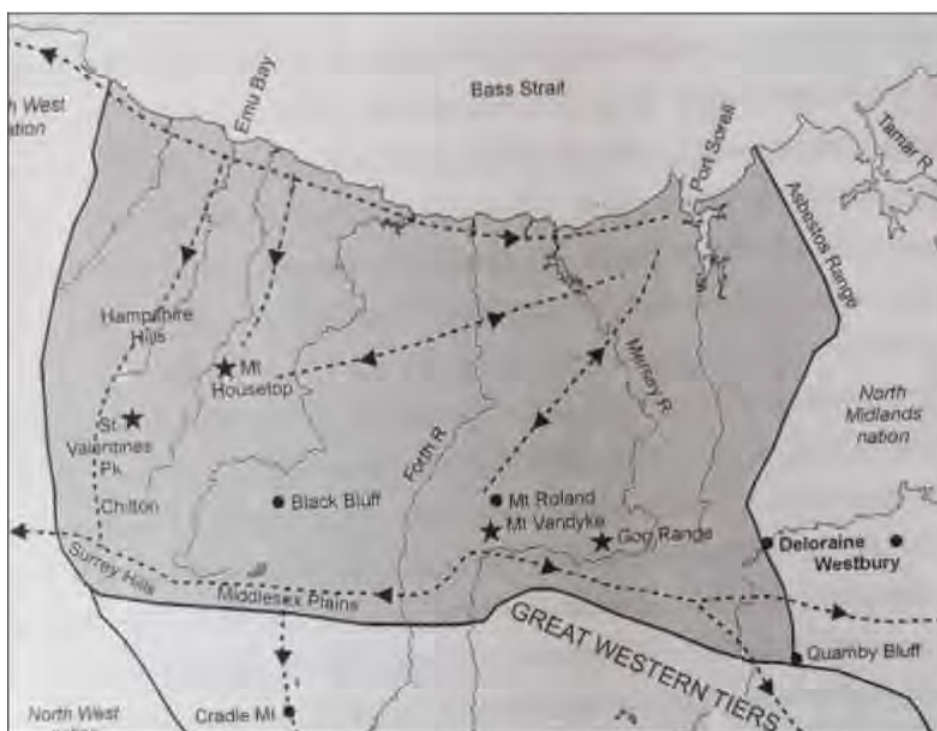 Bass Strait
Emu Bay
West
Port Sorell
Tamar R.
Asbestos Range
Hampshire
Hills
Mt
Housetop
St.
Valentines
Pk
Chilton
Black Bluff
Forth R
Mersey R.
Mt Roland
Mt Vandyke
Gog Range
North
Midlands
nation
Deloraine
Westbury
Surrey Hills
Middlesex Plains
GREAT WESTERN TIERS
Quamby Bluff
North West
Cradle Mt